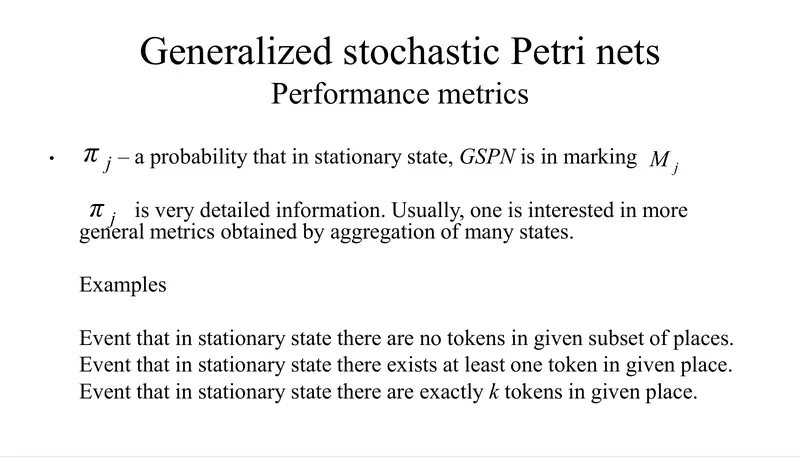 Generalized stochastic Petri nets
Performance metrics
• π j – a probability that in stationary state, GSPN is in marking M j
π j is very detailed information. Usually, one is interested in more
general metrics obtained by aggregation of many states.
Examples
Event that in stationary state there are no tokens in given subset of places.
Event that in stationary state there exists at least one token in given place.
Event that in stationary state there are exactly k tokens in given place.